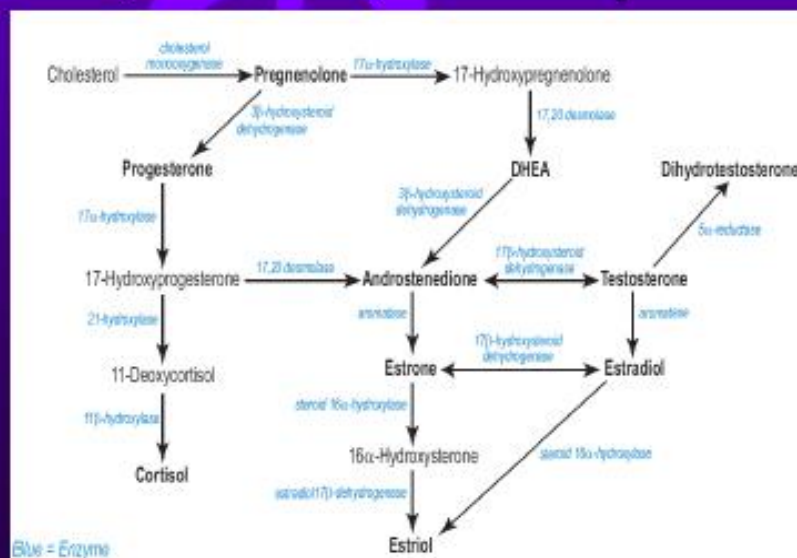 cholesterol
monooxygenase
Cholesterol
Pregnenolone
17α-hydroxylase
17-Hydroxypregnenolone
3β-hydroxysteroid
dehydrogenase
17,20 desmolase
Progesterone
DHEA
Dihydrotestosterone
17α-hydroxylase
3β-hydroxysteroid
dehydrogenase
5α-reductase
17-Hydroxyprogesterone
17,20 desmolase
Androstenedione
17β-hydroxysteroid
dehydrogenase
Testosterone
21-hydroxylase
aromatase
aromatase
11-Deoxycortisol
Estrone
17β-hydroxysteroid
dehydrogenase
Estradiol
11β-hydroxylase
steroid 16α-hydroxylase
16α-Hydroxysterone
steroid 16α-hydroxylase
Cortisol
estradiol17β-dehydrogenase
Estriol
Blue = Enzyme